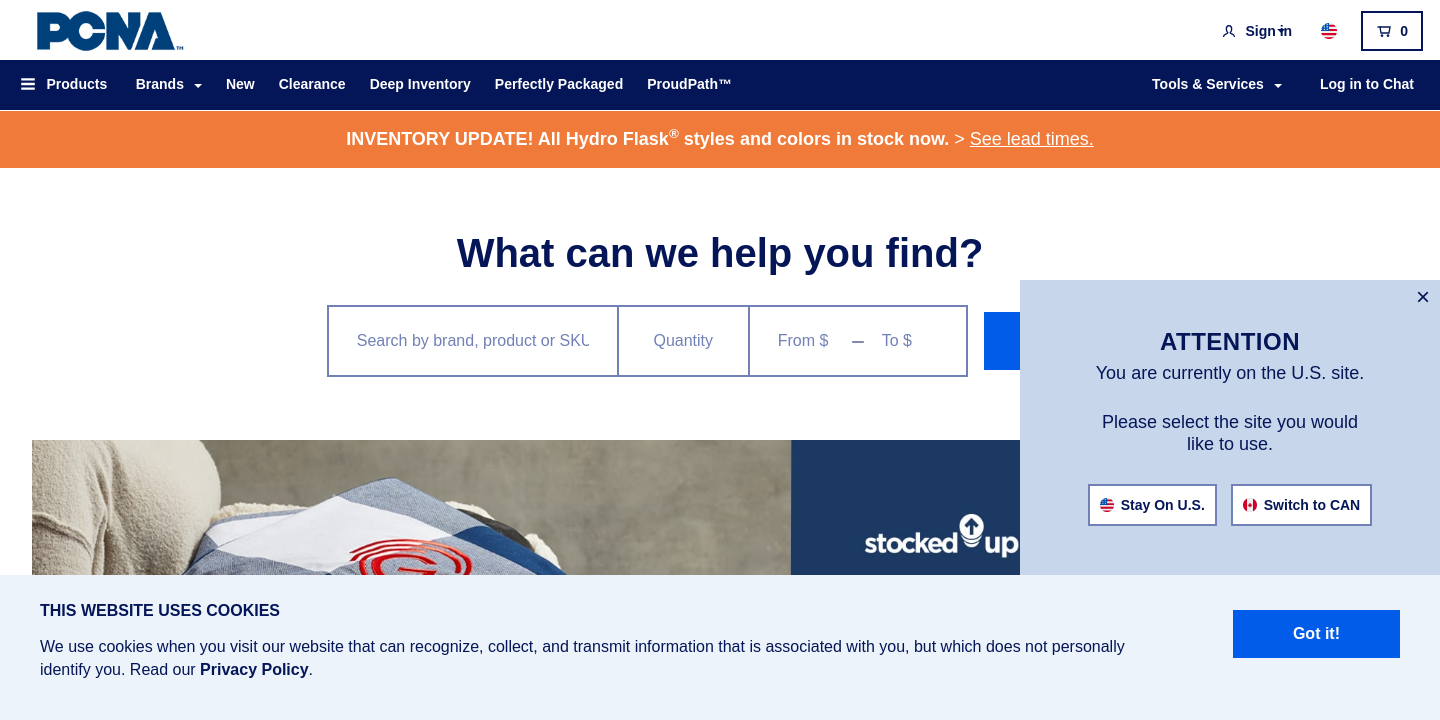 PCNA™
Sign in
0
Products
Brands
New
Clearance
Deep Inventory
Perfectly Packaged
ProudPath™
Tools & Services
Log in to Chat
INVENTORY UPDATE! All Hydro Flask® styles and colors in stock now. > See lead times.
What can we help you find?
Search by brand, product or SKU
Quantity
From $
–
To $
×
ATTENTION
You are currently on the U.S. site.
Please select the site you would
like to use.
Stay On U.S.
Switch to CAN
stocked up
THIS WEBSITE USES COOKIES
We use cookies when you visit our website that can recognize, collect, and transmit information that is associated with you, but which does not personally
identify you. Read our Privacy Policy.
Got it!